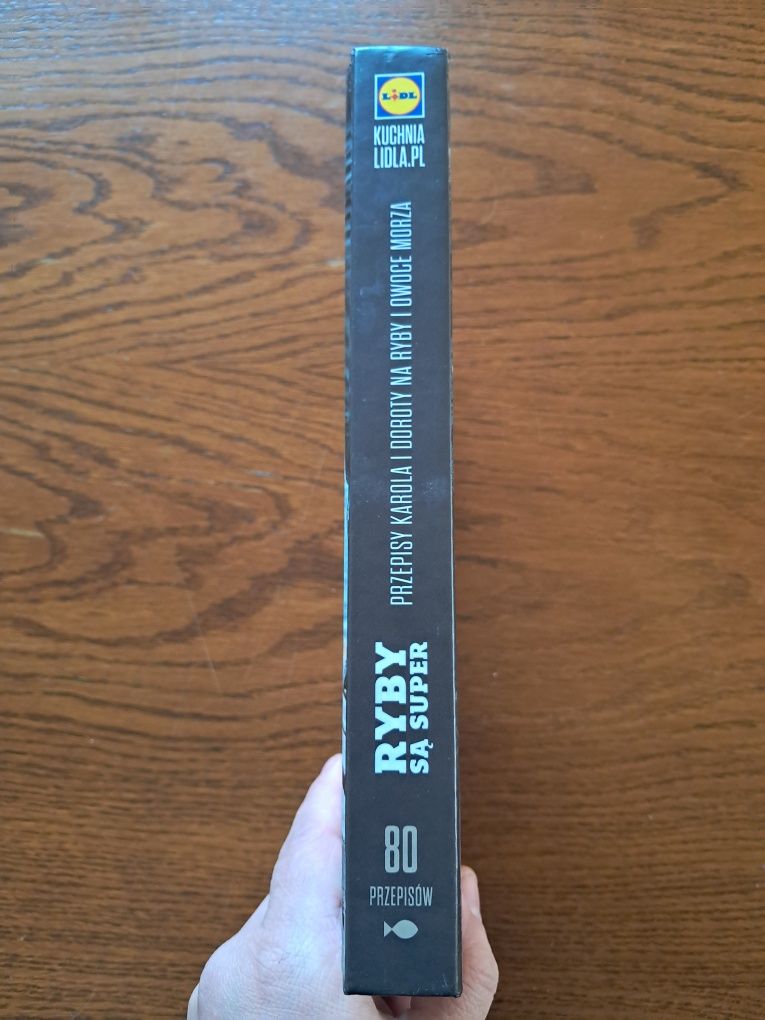 LIDL
KUCHNIA
LIDLA.PL
PRZEPISY KAROLA I DOROTY NA RYBY I OWOCE MORZA
RYBY
SĄ SUPER
80
PRZEPISÓW